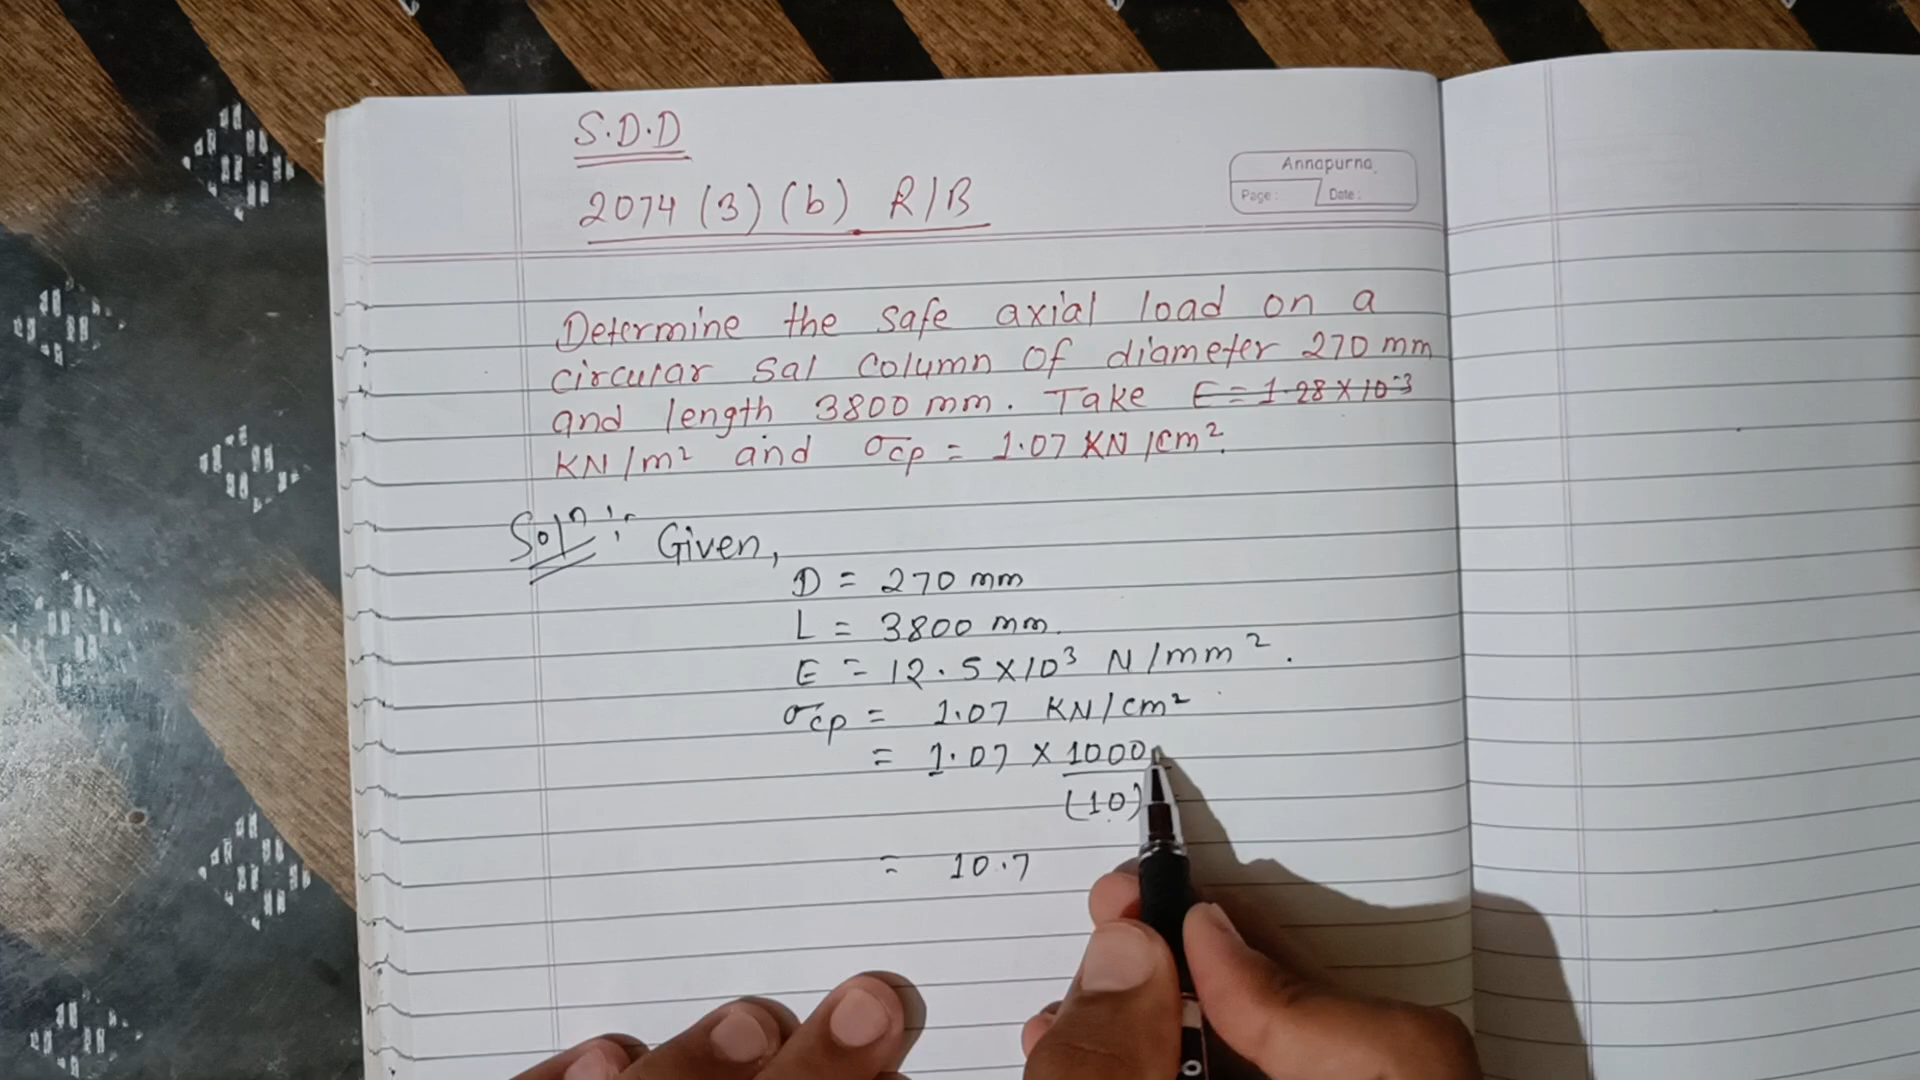 S.D.D
2074 (3) (b) R/B
Annapurna
Page: Date:
Determine the safe axial load on a
circular sal column of diameter 270 mm
and length 3800 mm. Take E = 1.28 × 10⁻³
KN/m² and σcp = 1.07 KN/cm².
Solⁿ:- Given,
D = 270 mm
L = 3800 mm.
E = 12.5 × 10³ N/mm².
σcp = 1.07 KN/cm²
= 1.07 × 1000
(10)
= 10.7